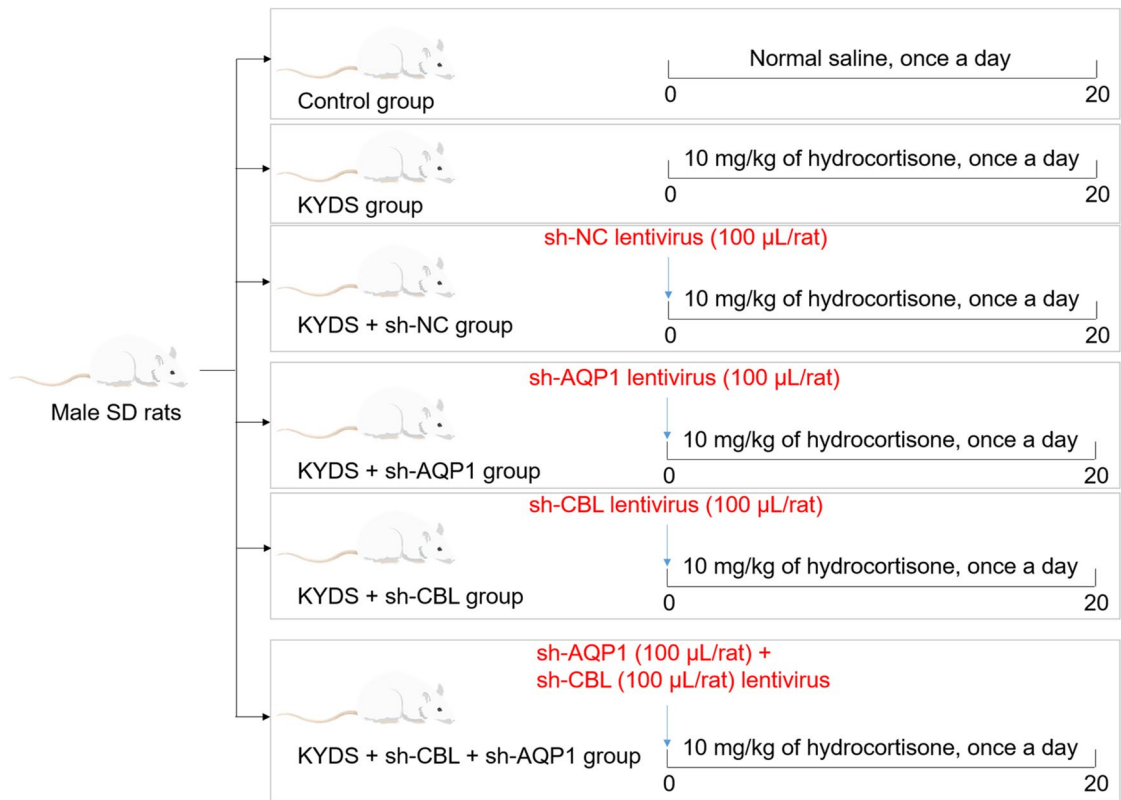 Male SD rats
Normal saline, once a day
Control group
0
20
10 mg/kg of hydrocortisone, once a day
KYDS group
0
20
sh-NC lentivirus (100 µL/rat)
10 mg/kg of hydrocortisone, once a day
KYDS + sh-NC group
0
20
sh-AQP1 lentivirus (100 µL/rat)
10 mg/kg of hydrocortisone, once a day
KYDS + sh-AQP1 group
0
20
sh-CBL lentivirus (100 µL/rat)
10 mg/kg of hydrocortisone, once a day
KYDS + sh-CBL group
0
20
sh-AQP1 (100 µL/rat) +
sh-CBL (100 µL/rat) lentivirus
10 mg/kg of hydrocortisone, once a day
KYDS + sh-CBL + sh-AQP1 group
0
20